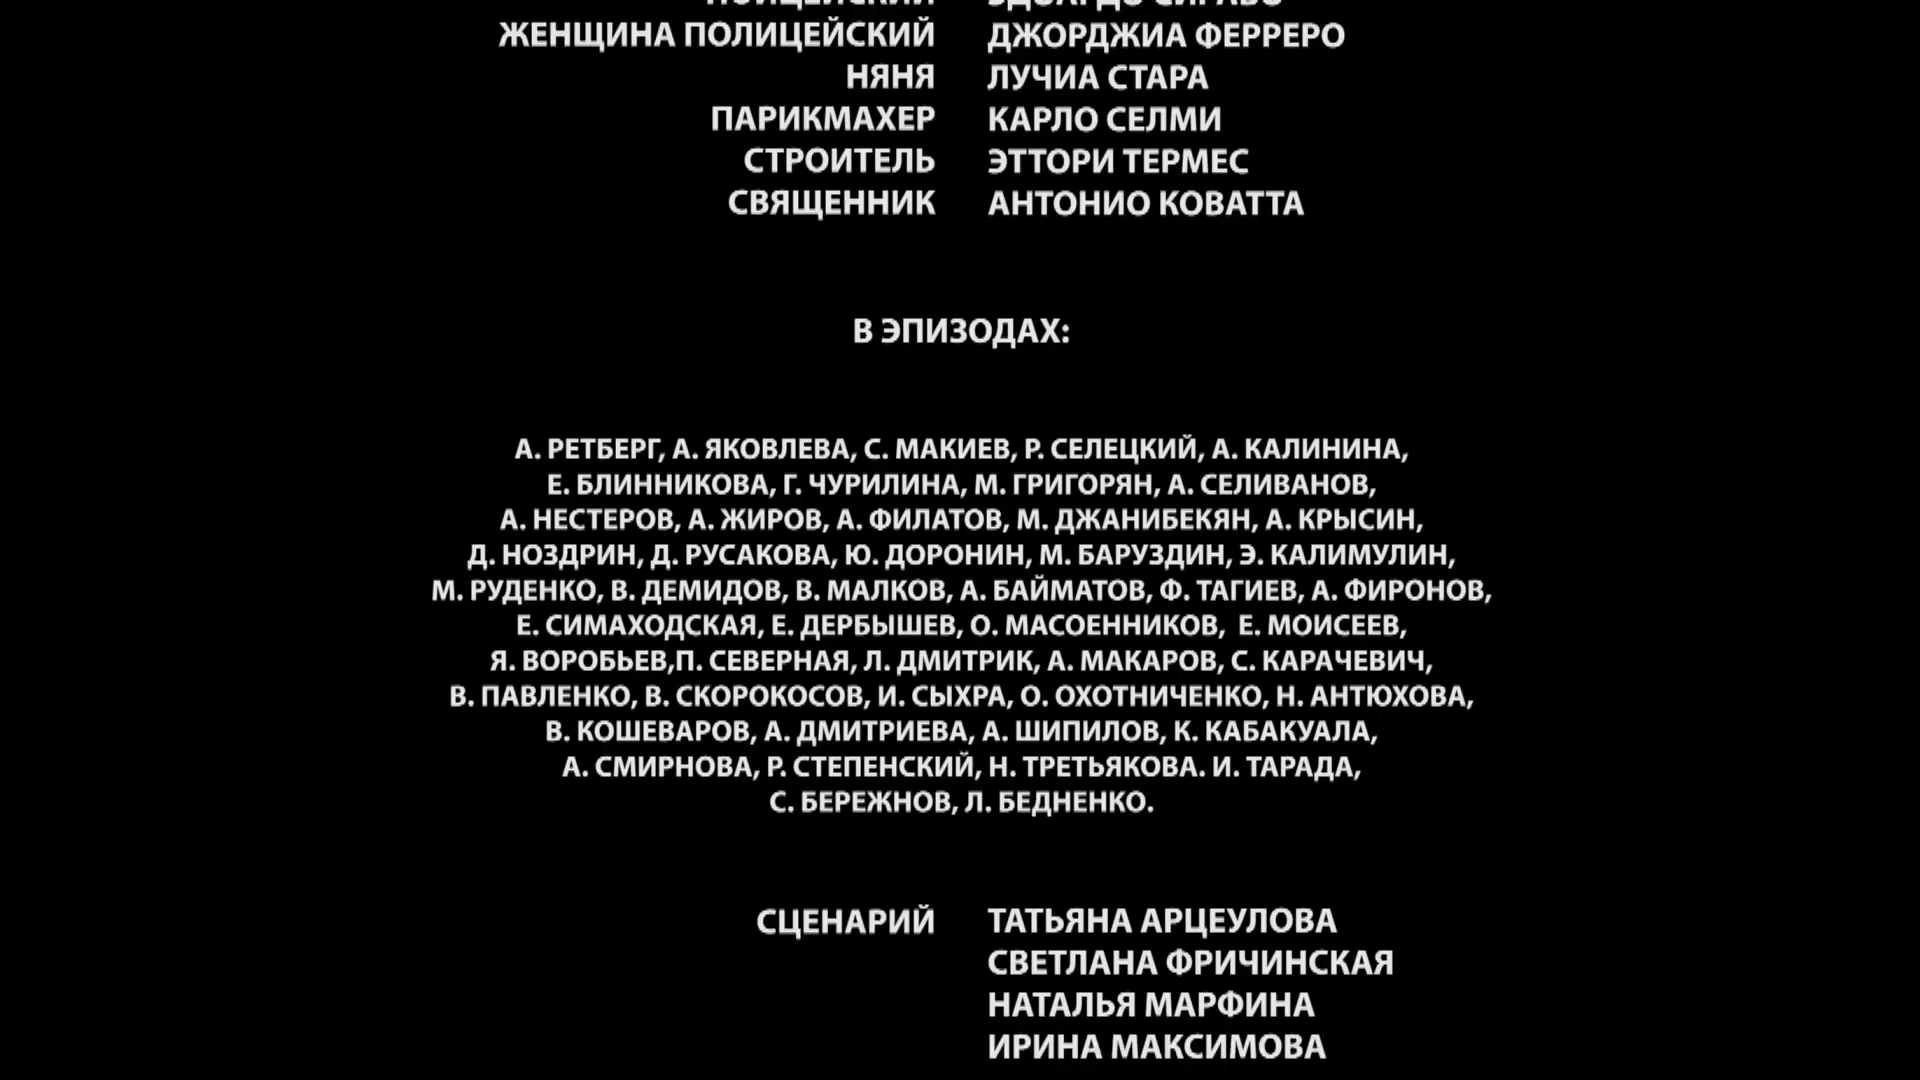 ЖЕНЩИНА ПОЛИЦЕЙСКИЙ ДЖОРДЖИА ФЕРРЕРО
НЯНЯ ЛУЧИА СТАРА
ПАРИКМАХЕР КАРЛО СЕЛМИ
СТРОИТЕЛЬ ЭТТОРИ ТЕРМЕС
СВЯЩЕННИК АНТОНИО КОВАТТА
В ЭПИЗОДАХ:
А. РЕТБЕРГ, А. ЯКОВЛЕВА, С. МАКИЕВ, Р. СЕЛЕЦКИЙ, А. КАЛИНИНА,
Е. БЛИННИКОВА, Г. ЧУРИЛИНА, М. ГРИГОРЯН, А. СЕЛИВАНОВ,
А. НЕСТЕРОВ, А. ЖИРОВ, А. ФИЛАТОВ, М. ДЖАНИБЕКЯН, А. КРЫСИН,
Д. НОЗДРИН, Д. РУСАКОВА, Ю. ДОРОНИН, М. БАРУЗДИН, Э. КАЛИМУЛИН,
М. РУДЕНКО, В. ДЕМИДОВ, В. МАЛКОВ, А. БАЙМАТОВ, Ф. ТАГИЕВ, А. ФИРОНОВ,
Е. СИМАХОДСКАЯ, Е. ДЕРБЫШЕВ, О. МАСОЕННИКОВ, Е. МОИСЕЕВ,
Я. ВОРОБЬЕВ,П. СЕВЕРНАЯ, Л. ДМИТРИК, А. МАКАРОВ, С. КАРАЧЕВИЧ,
В. ПАВЛЕНКО, В. СКОРОКОСОВ, И. СЫХРА, О. ОХОТНИЧЕНКО, Н. АНТЮХОВА,
В. КОШЕВАРОВ, А. ДМИТРИЕВА, А. ШИПИЛОВ, К. КАБАКУАЛА,
А. СМИРНОВА, Р. СТЕПЕНСКИЙ, Н. ТРЕТЬЯКОВА. И. ТАРАДА,
С. БЕРЕЖНОВ, Л. БЕДНЕНКО.
СЦЕНАРИЙ ТАТЬЯНА АРЦЕУЛОВА
СВЕТЛАНА ФРИЧИНСКАЯ
НАТАЛЬЯ МАРФИНА
ИРИНА МАКСИМОВА